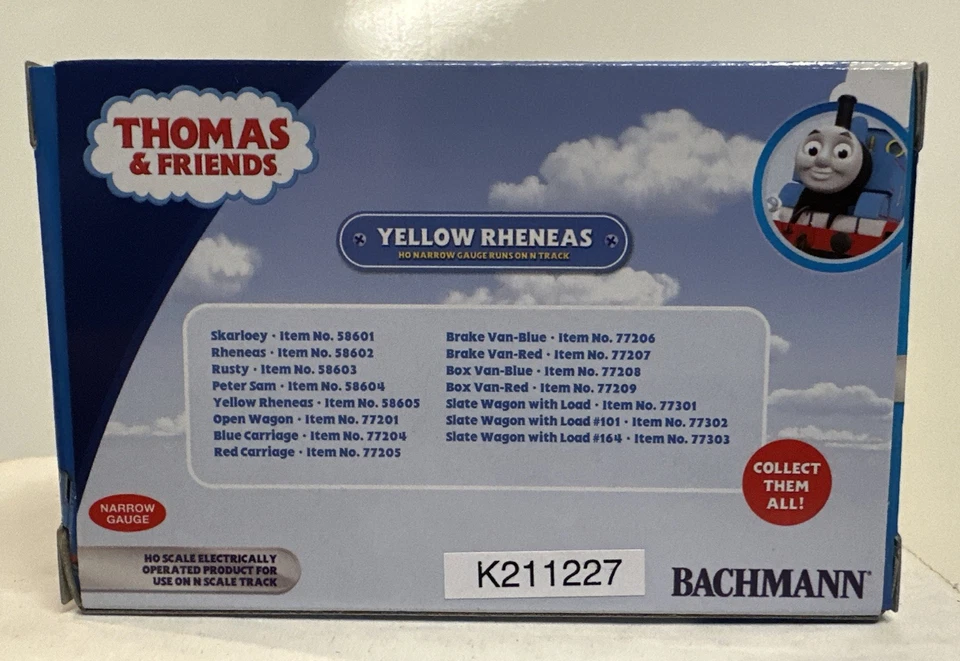 THOMAS
& FRIENDS
YELLOW RHENEAS
HO NARROW GAUGE RUNS ON N TRACK
Skarloey • Item No. 58601
Rheneas • Item No. 58602
Rusty • Item No. 58603
Peter Sam • Item No. 58604
Yellow Rheneas • Item No. 58605
Open Wagon • Item No. 77201
Blue Carriage • Item No. 77204
Red Carriage • Item No. 77205
Brake Van-Blue • Item No. 77206
Brake Van-Red • Item No. 77207
Box Van-Blue • Item No. 77208
Box Van-Red • Item No. 77209
Slate Wagon with Load • Item No. 77301
Slate Wagon with Load #101 • Item No. 77302
Slate Wagon with Load #164 • Item No. 77303
COLLECT
THEM
ALL!
NARROW
GAUGE
HO SCALE ELECTRICALLY
OPERATED PRODUCT FOR
USE ON N SCALE TRACK
K211227
BACHMANN